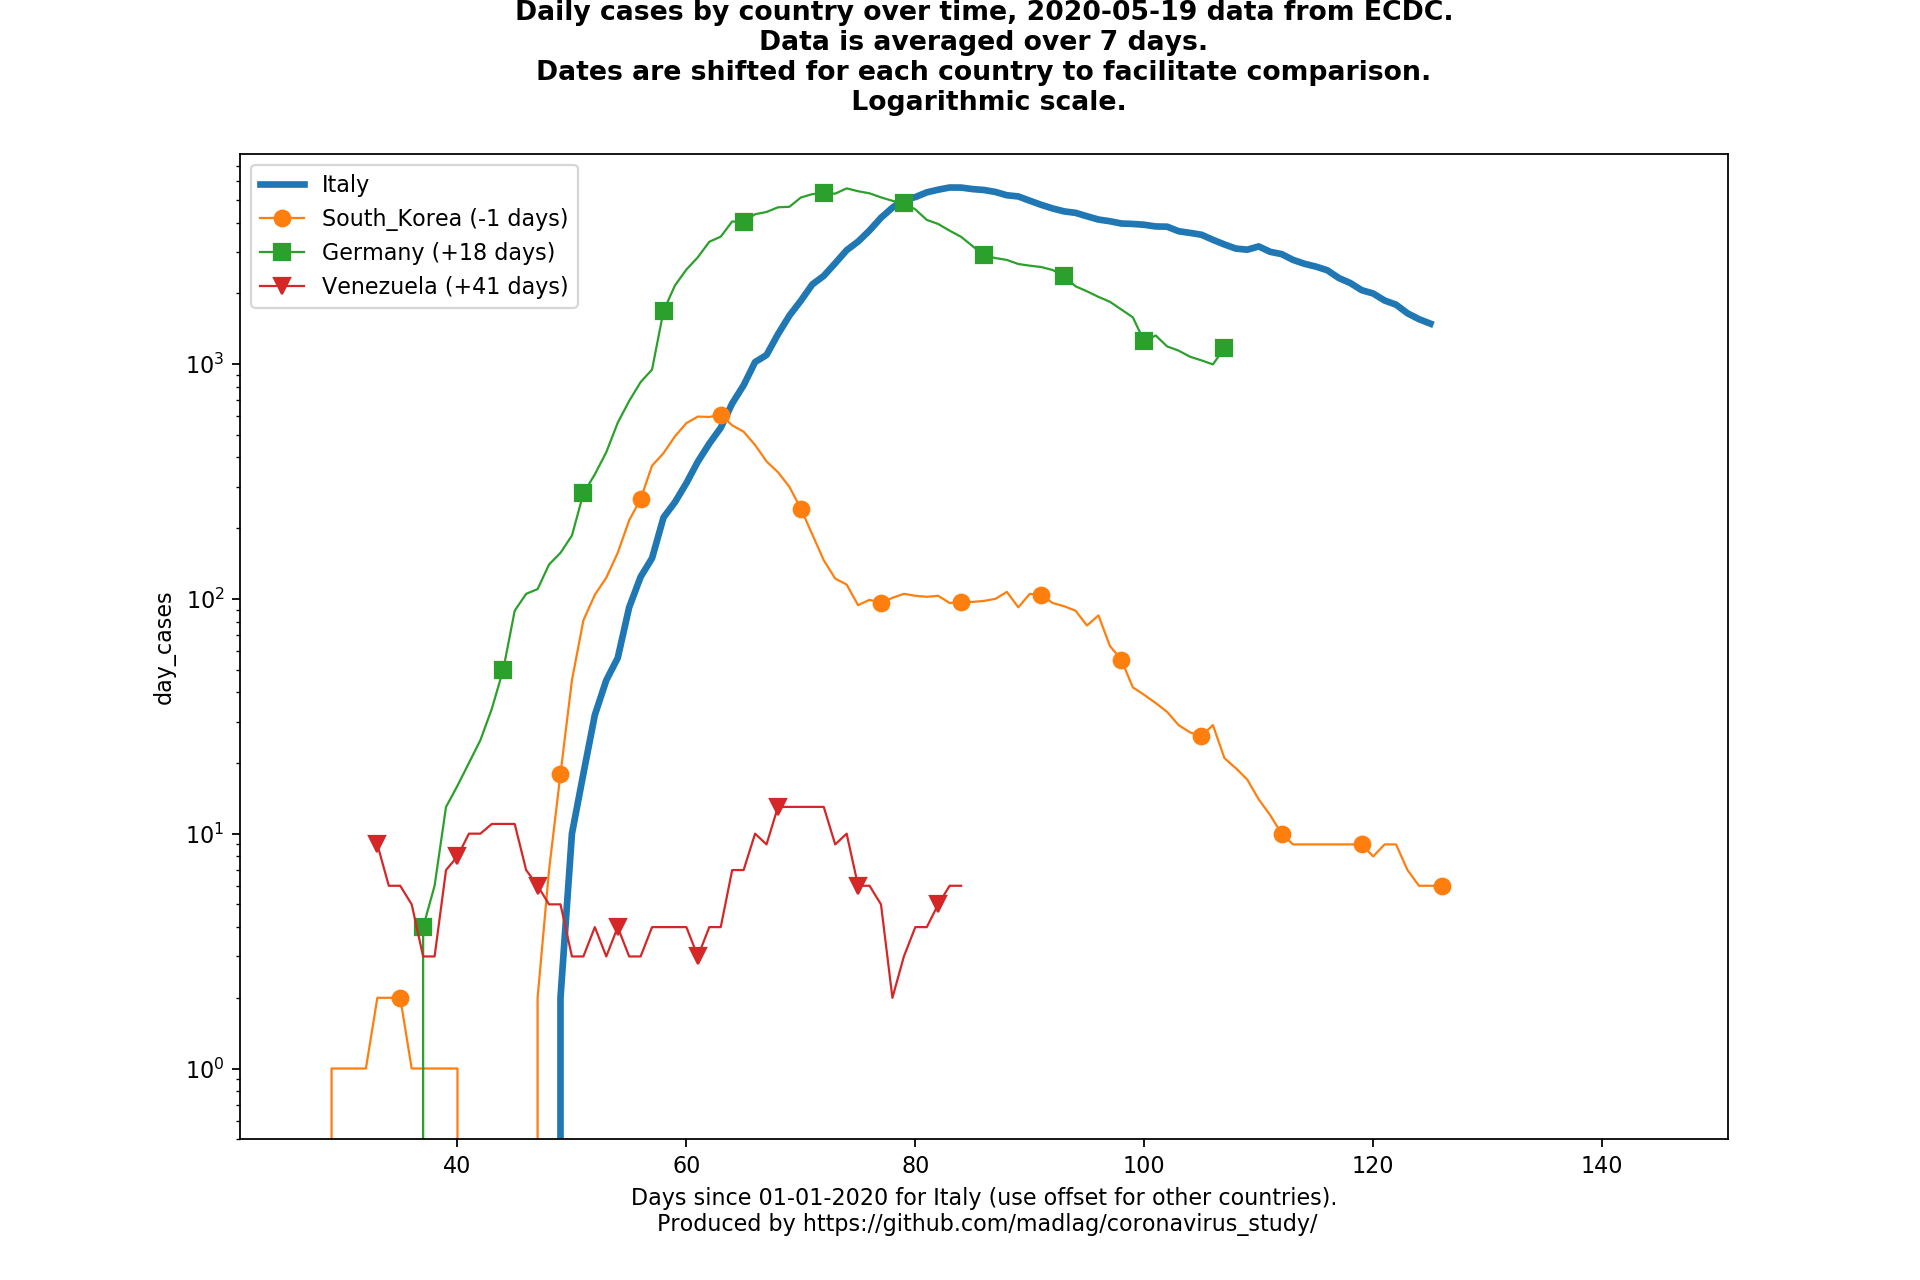 Daily cases by country over time, 2020-05-19 data from ECDC.
Data is averaged over 7 days.
Dates are shifted for each country to facilitate comparison.
Logarithmic scale.
Italy
South_Korea (-1 days)
Germany (+18 days)
Venezuela (+41 days)
10³
10²
10¹
10⁰
day_cases
40 60 80 100 120 140
Days since 01-01-2020 for Italy (use offset for other countries).
Produced by https://github.com/madlag/coronavirus_study/